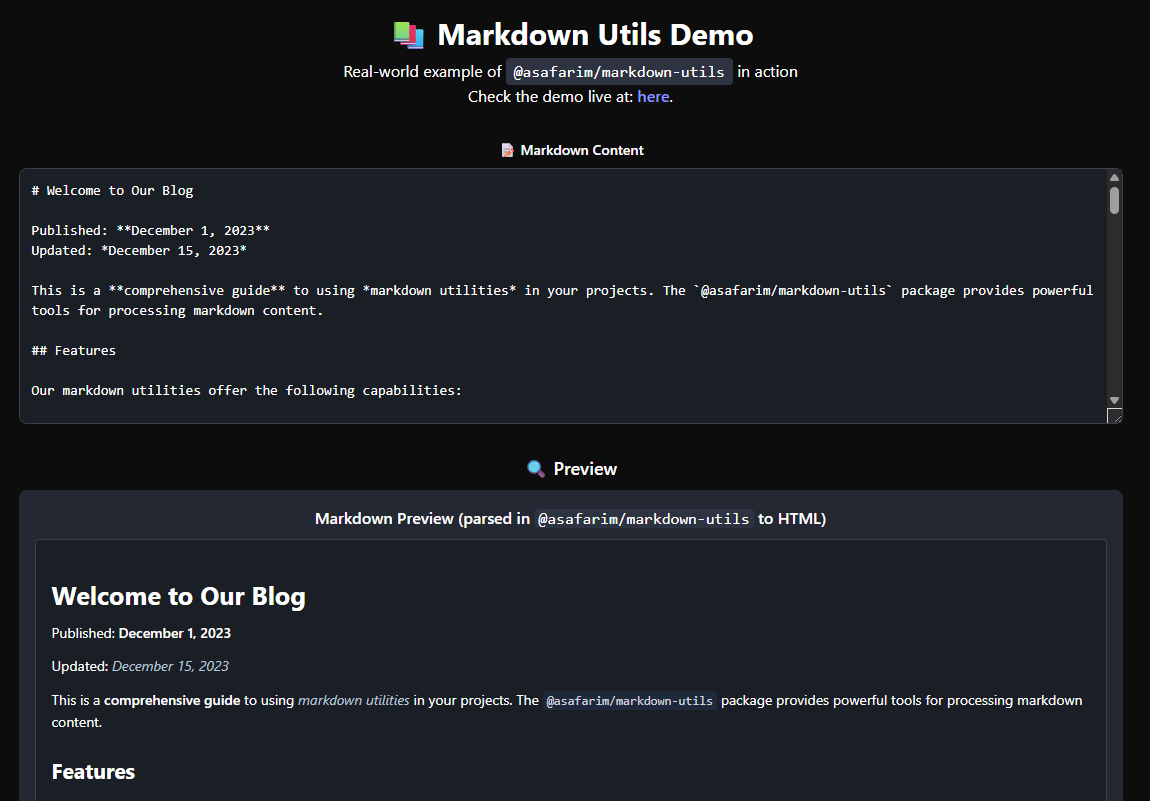 Markdown Utils Demo
Real-world example of @asafarim/markdown-utils in action
Check the demo live at: here.
Markdown Content
# Welcome to Our Blog
Published: **December 1, 2023**
Updated: *December 15, 2023*
This is a **comprehensive guide** to using *markdown utilities* in your projects. The `@asafarim/markdown-utils` package provides powerful
tools for processing markdown content.
## Features
Our markdown utilities offer the following capabilities:
Preview
Markdown Preview (parsed in @asafarim/markdown-utils to HTML)
Welcome to Our Blog
Published: December 1, 2023
Updated: December 15, 2023
This is a comprehensive guide to using markdown utilities in your projects. The @asafarim/markdown-utils package provides powerful tools for processing markdown
content.
Features